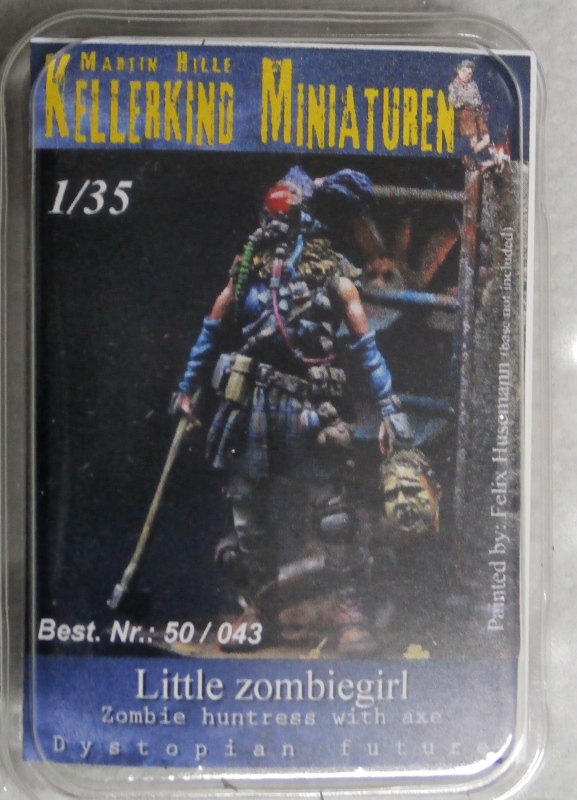 MARTIN HILLE
KELLERKIND MINIATUREN
1/35
Painted by: Felix Husemann (base not included)
Best. Nr.: 50 / 043
Little zombiegirl
Zombie huntress with axe
Dystopian future